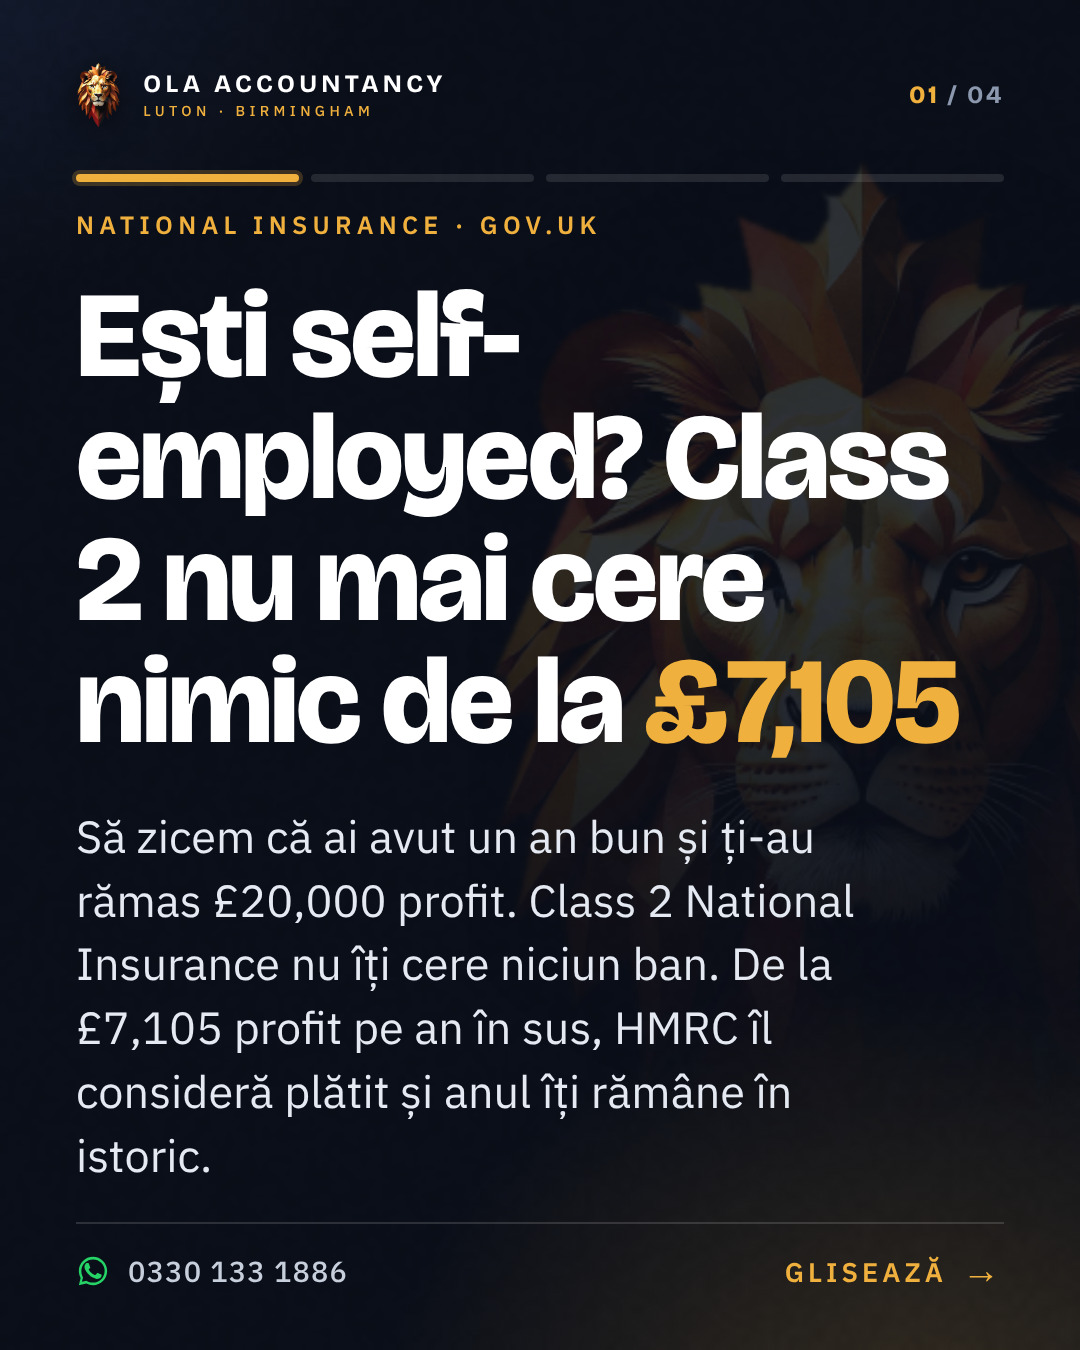 OLA ACCOUNTANCY
LUTON · BIRMINGHAM
01 / 04
NATIONAL INSURANCE · GOV.UK
Ești self-
employed? Class
2 nu mai cere
nimic de la £7,105
Să zicem că ai avut un an bun și ți-au
rămas £20,000 profit. Class 2 National
Insurance nu îți cere niciun ban. De la
£7,105 profit pe an în sus, HMRC îl
consideră plătit și anul îți rămâne în
istoric.
0330 133 1886
GLISEAZĂ →